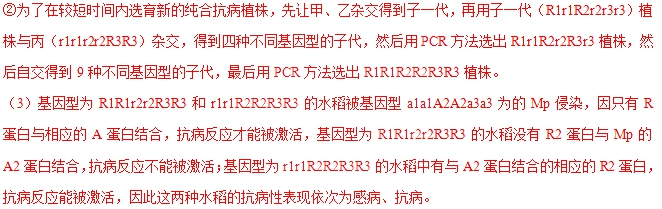 ②为了在较短时间内选育新的纯合抗病植株，先让甲、乙杂交得到子一代，再用子一代（R1r1R2r2r3r3）植
株与丙（r1r1r2r2R3R3）杂交，得到四种不同基因型的子代，然后用 PCR 方法选出 R1r1R2r2R3r3 植株，然
后自交得到 9 种不同基因型的子代，最后用 PCR 方法选出 R1R1R2R2R3R3 植株。
（3）基因型为 R1R1r2r2R3R3 和 r1r1R2R2R3R3 的水稻被基因型 a1a1A2A2a3a3 为的 Mp 侵染，因只有 R
蛋白与相应的 A 蛋白结合，抗病反应才能被激活，基因型为 R1R1r2r2R3R3 的水稻没有 R2 蛋白与 Mp 的
A2 蛋白结合，抗病反应不能被激活；基因型为 r1r1R2R2R3R3 的水稻中有与 A2 蛋白结合的相应的 R2 蛋白，
抗病反应能被激活，因此这两种水稻的抗病性表现依次为感病、抗病。